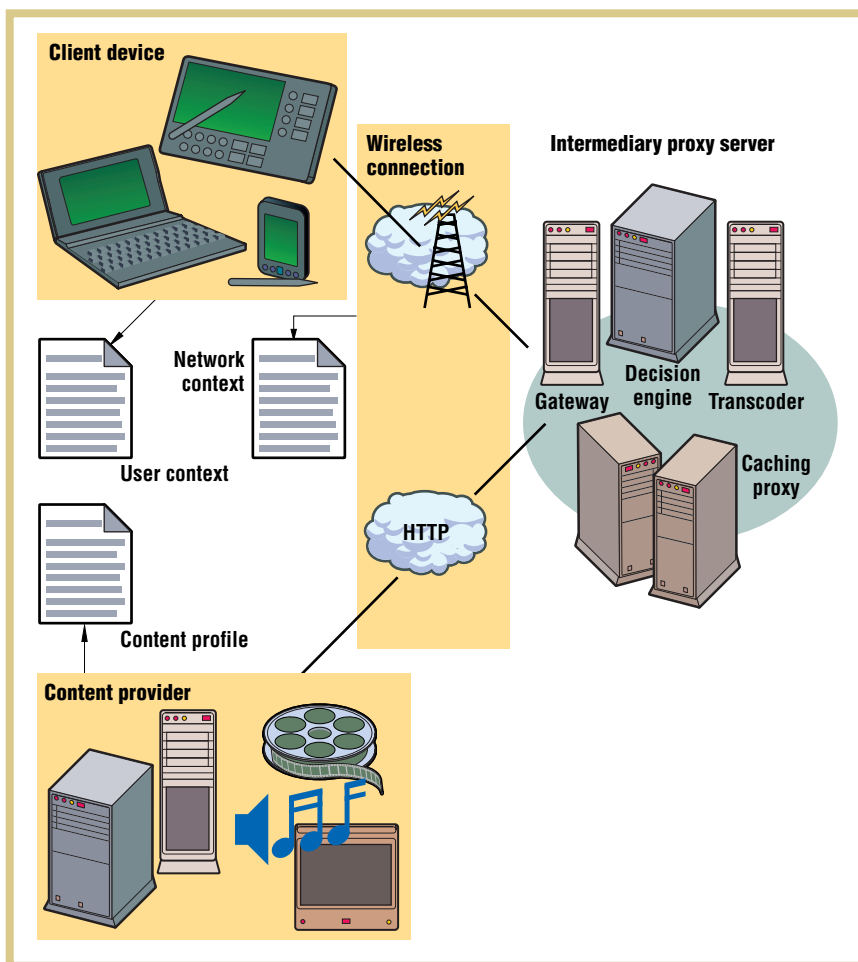 Client device
Wireless
connection
Intermediary proxy server
Network
context
User context
Gateway
Decision
engine
Transcoder
Caching
proxy
HTTP
Content profile
Content provider